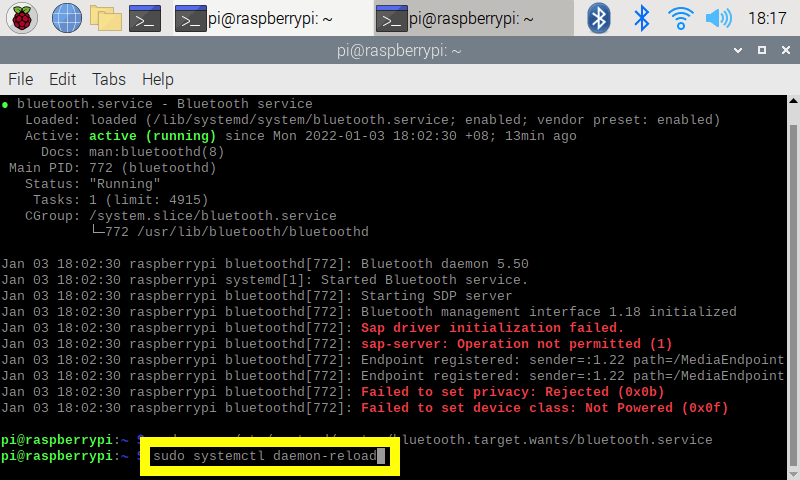 pi@raspberrypi: ~ pi@raspberrypi: ~ 18:17
pi@raspberrypi: ~
File Edit Tabs Help
● bluetooth.service - Bluetooth service
Loaded: loaded (/lib/systemd/system/bluetooth.service; enabled; vendor preset: enabled)
Active: active (running) since Mon 2022-01-03 18:02:30 +08; 13min ago
Docs: man:bluetoothd(8)
Main PID: 772 (bluetoothd)
Status: "Running"
Tasks: 1 (limit: 4915)
CGroup: /system.slice/bluetooth.service
└─772 /usr/lib/bluetooth/bluetoothd
Jan 03 18:02:30 raspberrypi bluetoothd[772]: Bluetooth daemon 5.50
Jan 03 18:02:30 raspberrypi systemd[1]: Started Bluetooth service.
Jan 03 18:02:30 raspberrypi bluetoothd[772]: Starting SDP server
Jan 03 18:02:30 raspberrypi bluetoothd[772]: Bluetooth management interface 1.18 initialized
Jan 03 18:02:30 raspberrypi bluetoothd[772]: Sap driver initialization failed.
Jan 03 18:02:30 raspberrypi bluetoothd[772]: sap-server: Operation not permitted (1)
Jan 03 18:02:30 raspberrypi bluetoothd[772]: Endpoint registered: sender=:1.22 path=/MediaEndpoint
Jan 03 18:02:30 raspberrypi bluetoothd[772]: Endpoint registered: sender=:1.22 path=/MediaEndpoint
Jan 03 18:02:30 raspberrypi bluetoothd[772]: Failed to set privacy: Rejected (0x0b)
Jan 03 18:02:30 raspberrypi bluetoothd[772]: Failed to set device class: Not Powered (0x0f)
pi@raspberrypi:~ bluetooth.target.wants/bluetooth.service
pi@raspberrypi:~ sudo systemctl daemon-reload